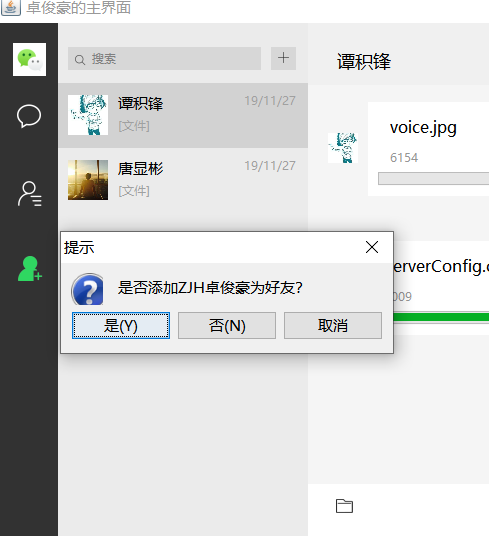 卓俊豪的主界面
搜索
谭积锋
19/11/27
[文件]
唐显彬
19/11/27
[文件]
谭积锋
voice.jpg
6154
提示
是否添加ZJH卓俊豪为好友?
是(Y)
否(N)
取消
erverConfig.
009